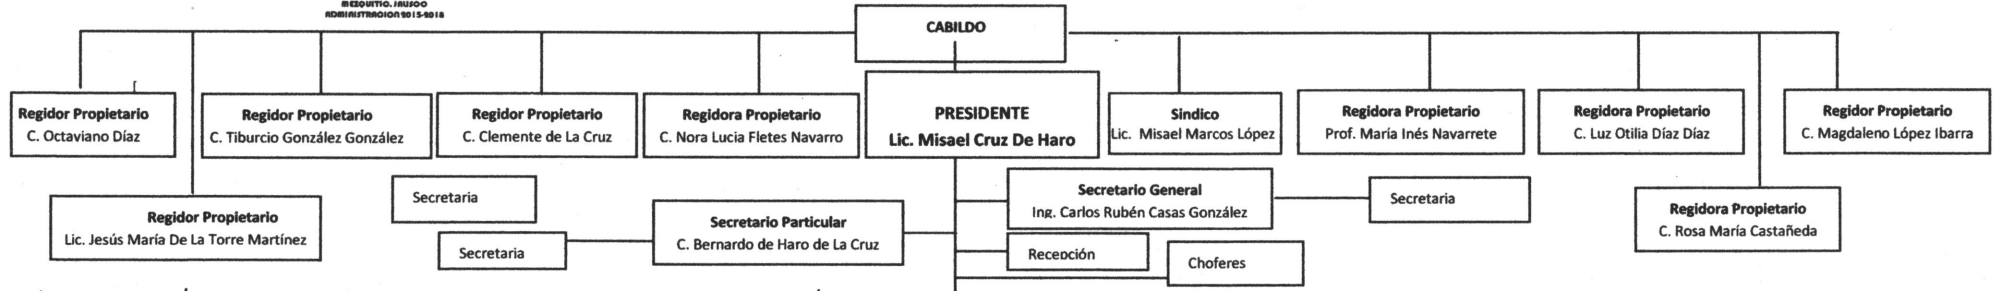 MEZQUITIC, JALISCO
ADMINISTRACION 2015-2018
CABILDO
Regidor Propietario
C. Octaviano Díaz
Regidor Propietario
C. Tiburcio González González
Regidor Propietario
C. Clemente de La Cruz
Regidora Propietario
C. Nora Lucia Fletes Navarro
PRESIDENTE
Lic. Misael Cruz De Haro
Sindico
Lic. Misael Marcos López
Regidora Propietario
Prof. María Inés Navarrete
Regidora Propietario
C. Luz Otilia Díaz Díaz
Regidor Propietario
C. Magdaleno López Ibarra
Regidor Propietario
Lic. Jesús María De La Torre Martínez
Secretaria
Secretaria
Secretario Particular
C. Bernardo de Haro de La Cruz
Secretario General
Ing. Carlos Rubén Casas González
Secretaria
Recepción
Choferes
Regidora Propietario
C. Rosa María Castañeda